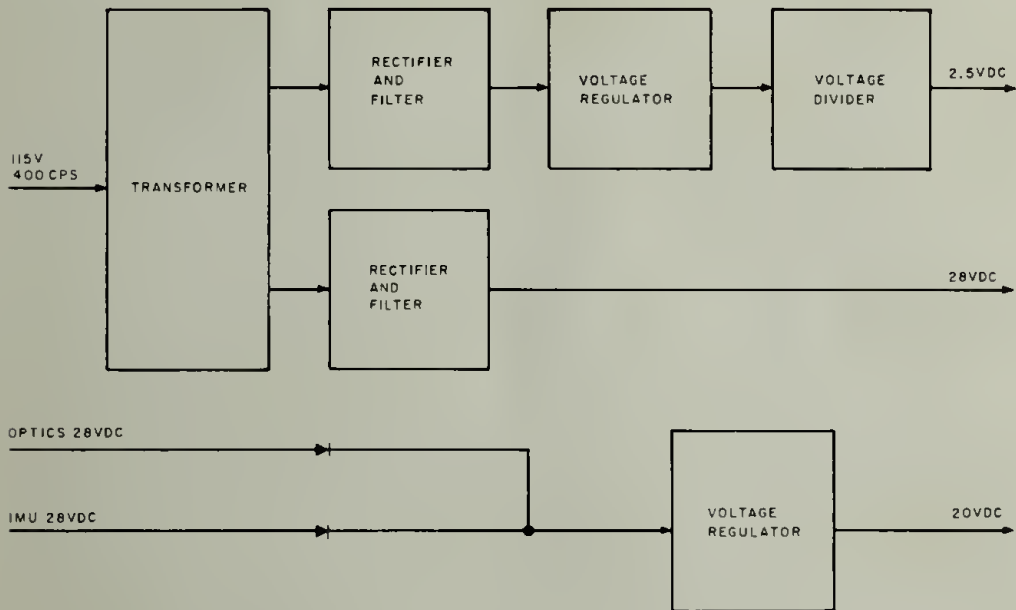 RECTIFIER
AND
FILTER
VOLTAGE
REGULATOR
VOLTAGE
DIVIDER
2.5VDC
115V
400 CPS
TRANSFORMER
RECTIFIER
AND
FILTER
28VDC
OPTICS 28VDC
IMU 28VDC
VOLTAGE
REGULATOR
20VDC